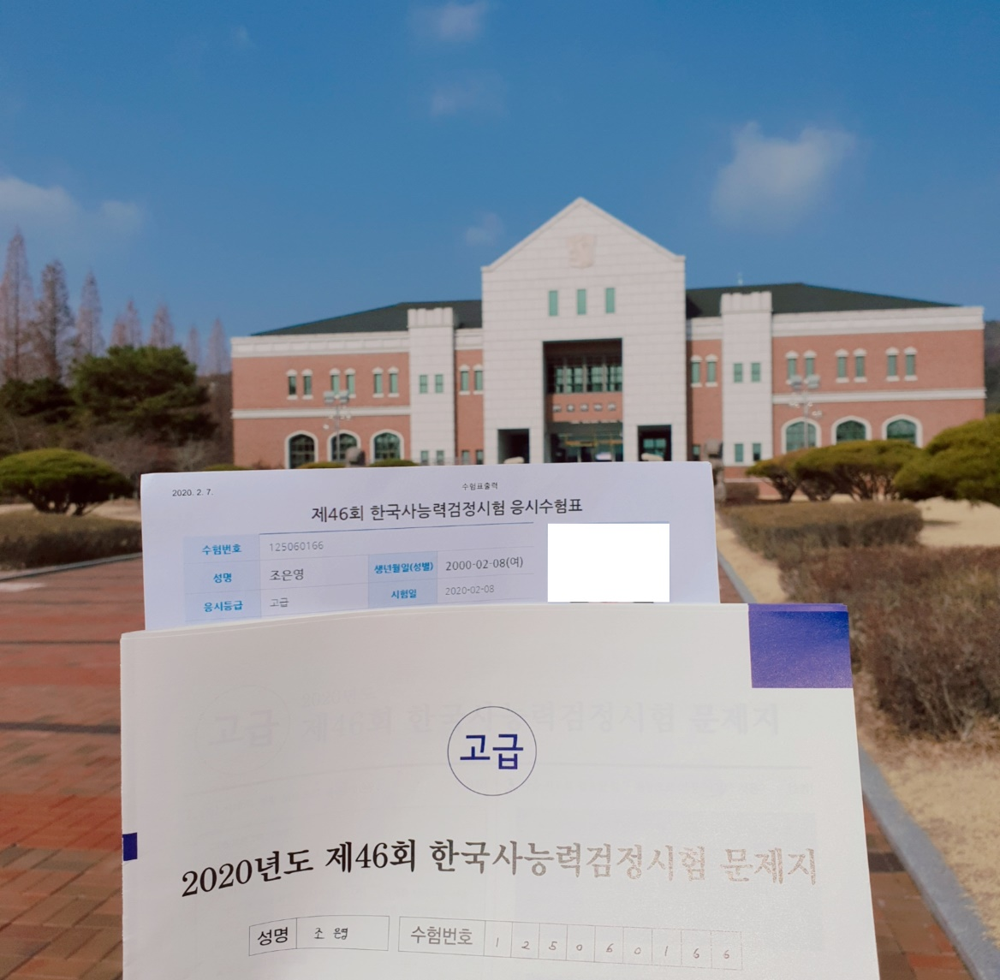 2020. 2. 7.
수험표출력
제46회 한국사능력검정시험 응시수험표
수험번호 125060166
성명 조은영 생년월일(성별) 2000-02-08(여)
응시등급 고급 시험일 2020-02-08
고급
2020년도 제46회 한국사능력검정시험 문제지
성명 조은영 수험번호 1 2 5 0 6 0 1 6 6